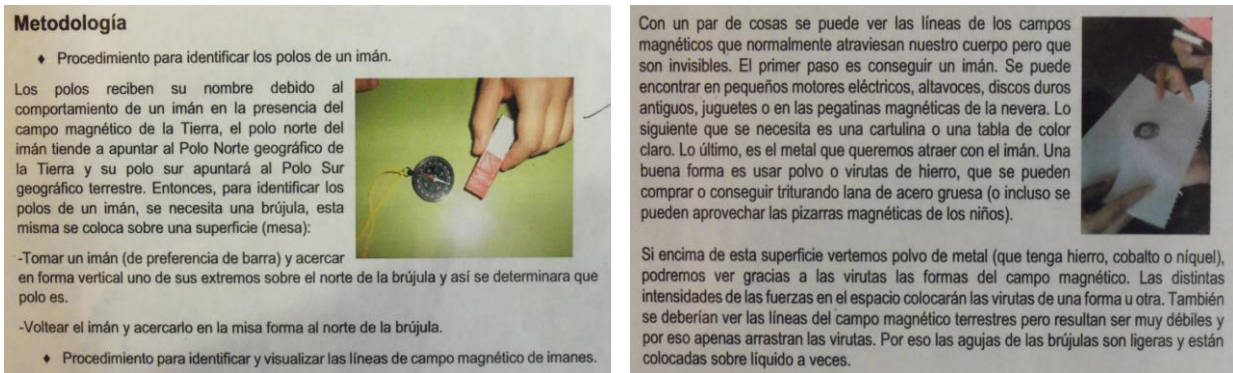 Metodología
♦ Procedimiento para identificar los polos de un imán.
Los polos reciben su nombre debido al
comportamiento de un imán en la presencia del
campo magnético de la Tierra, el polo norte del
imán tiende a apuntar al Polo Norte geográfico de
la Tierra y su polo sur apuntará al Polo Sur
geográfico terrestre. Entonces, para identificar los
polos de un imán, se necesita una brújula, esta
misma se coloca sobre una superficie (mesa):
-Tomar un imán (de preferencia de barra) y acercar
en forma vertical uno de sus extremos sobre el norte de la brújula y así se determinara que
polo es.
-Voltear el imán y acercarlo en la misa forma al norte de la brújula.
♦ Procedimiento para identificar y visualizar las líneas de campo magnético de imanes.
Con un par de cosas se puede ver las líneas de los campos
magnéticos que normalmente atraviesan nuestro cuerpo pero que
son invisibles. El primer paso es conseguir un imán. Se puede
encontrar en pequeños motores eléctricos, altavoces, discos duros
antiguos, juguetes o en las pegatinas magnéticas de la nevera. Lo
siguiente que se necesita es una cartulina o una tabla de color
claro. Lo último, es el metal que queremos atraer con el imán. Una
buena forma es usar polvo o virutas de hierro, que se pueden
comprar o conseguir triturando lana de acero gruesa (o incluso se
pueden aprovechar las pizarras magnéticas de los niños).
Si encima de esta superficie vertemos polvo de metal (que tenga hierro, cobalto o níquel),
podremos ver gracias a las virutas las formas del campo magnético. Las distintas
intensidades de las fuerzas en el espacio colocarán las virutas de una forma u otra. También
se deberían ver las líneas del campo magnético terrestres pero resultan ser muy débiles y
por eso apenas arrastran las virutas. Por eso las agujas de las brújulas son ligeras y están
colocadas sobre líquido a veces.